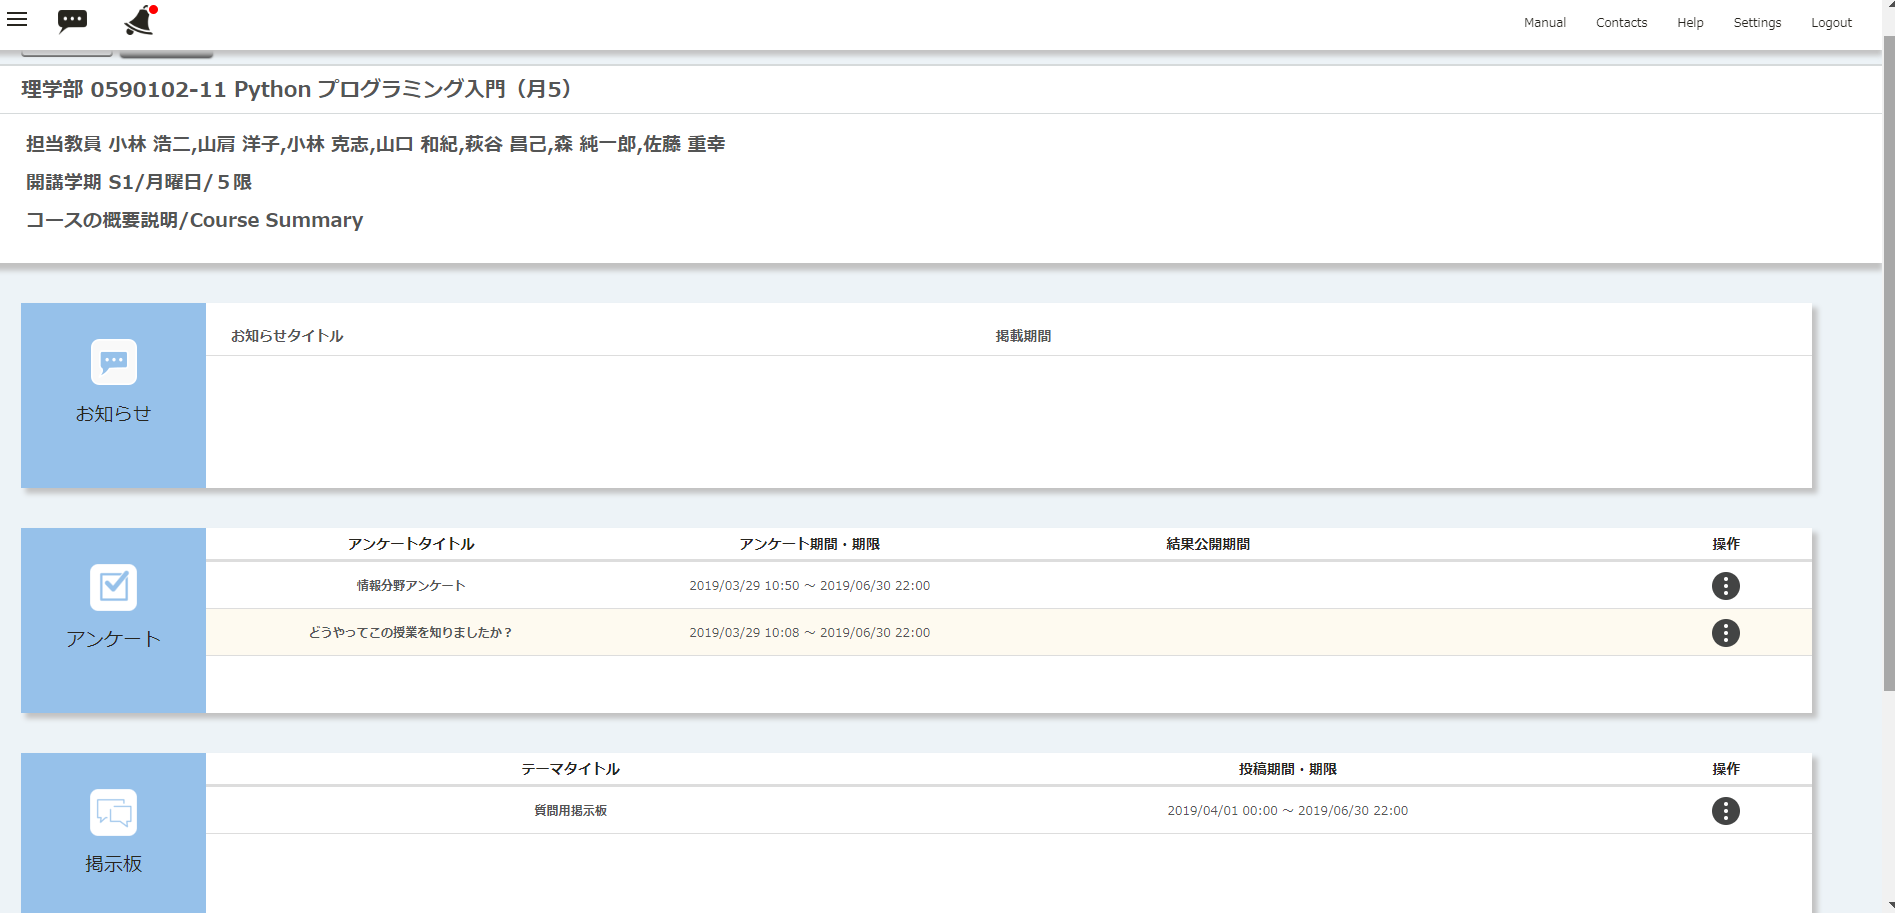 Manual Contacts Help Settings Logout
理学部 0590102-11 Python プログラミング入門（月5）
担当教員 小林 浩二,山肩 洋子,小林 克志,山口 和紀,萩谷 昌己,森 純一郎,佐藤 重幸
開講学期 S1/月曜日/５限
コースの概要説明/Course Summary
お知らせ
お知らせタイトル 掲載期間
アンケート
アンケートタイトル アンケート期間・期限 結果公開期間 操作
情報分野アンケート 2019/03/29 10:50 ～ 2019/06/30 22:00
どうやってこの授業を知りましたか？ 2019/03/29 10:08 ～ 2019/06/30 22:00
掲示板
テーマタイトル 投稿期間・期限 操作
質問用掲示板 2019/04/01 00:00 ～ 2019/06/30 22:00